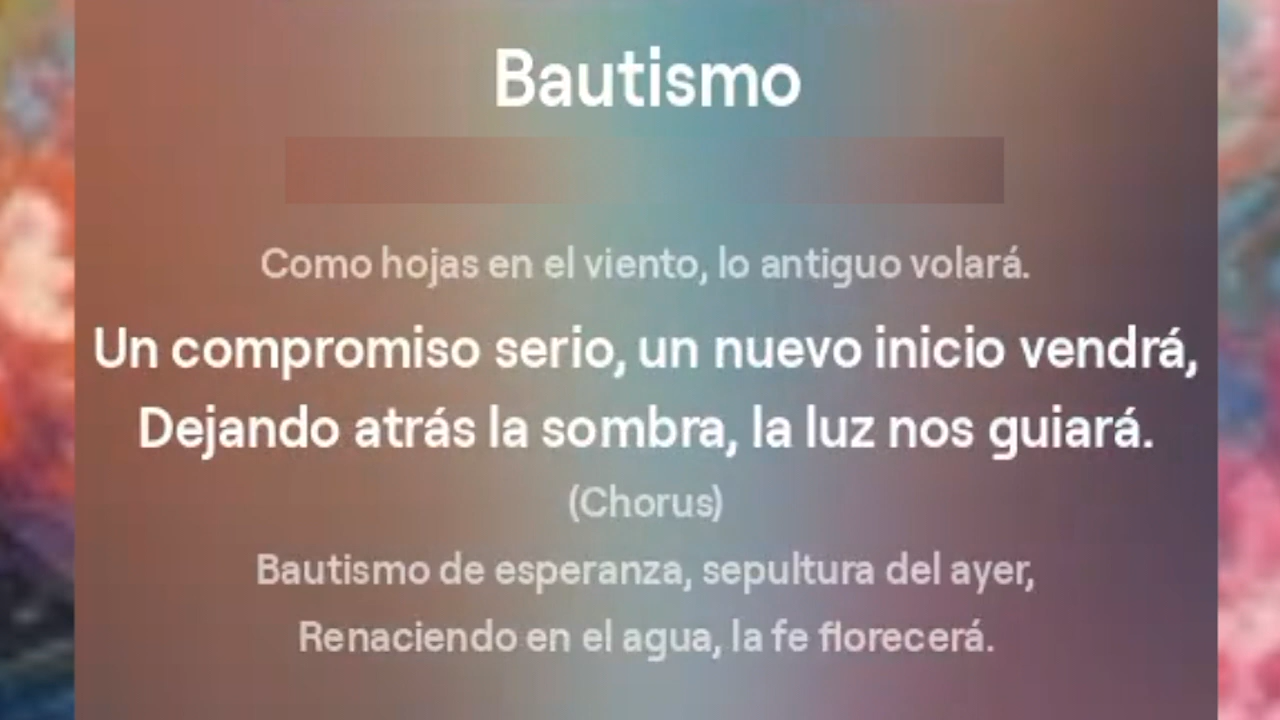 Bautismo
Como hojas en el viento, lo antiguo volará.
Un compromiso serio, un nuevo inicio vendrá,
Dejando atrás la sombra, la luz nos guiará.
(Chorus)
Bautismo de esperanza, sepultura del ayer,
Renaciendo en el agua, la fe florecerá.